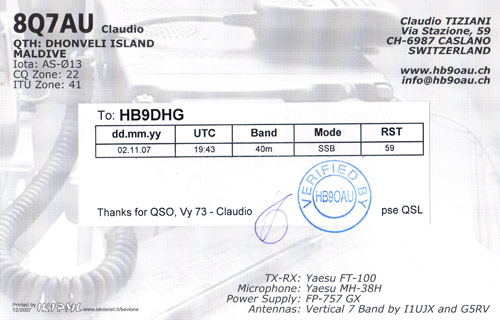 8Q7AU Claudio
QTH: DHONVELI ISLAND
MALDIVE
Iota: AS-Ø13
CQ Zone: 22
ITU Zone: 41
Claudio TIZIANI
Via Stazione, 59
CH-6987 CASLANO
SWITZERLAND
www.hb9oau.ch
info@hb9oau.ch
To: HB9DHG
dd.mm.yy UTC Band Mode RST
02.11.07 19:43 40m SSB 59
VERIFIED BY
HB9OAU
Thanks for QSO, Vy 73 - Claudio
pse QSL
TX-RX: Yaesu FT-100
Microphone: Yaesu MH-38H
Power Supply: FP-757 GX
Antennas: Vertical 7 Band by I1UJX and G5RV
Printed by
12/2007